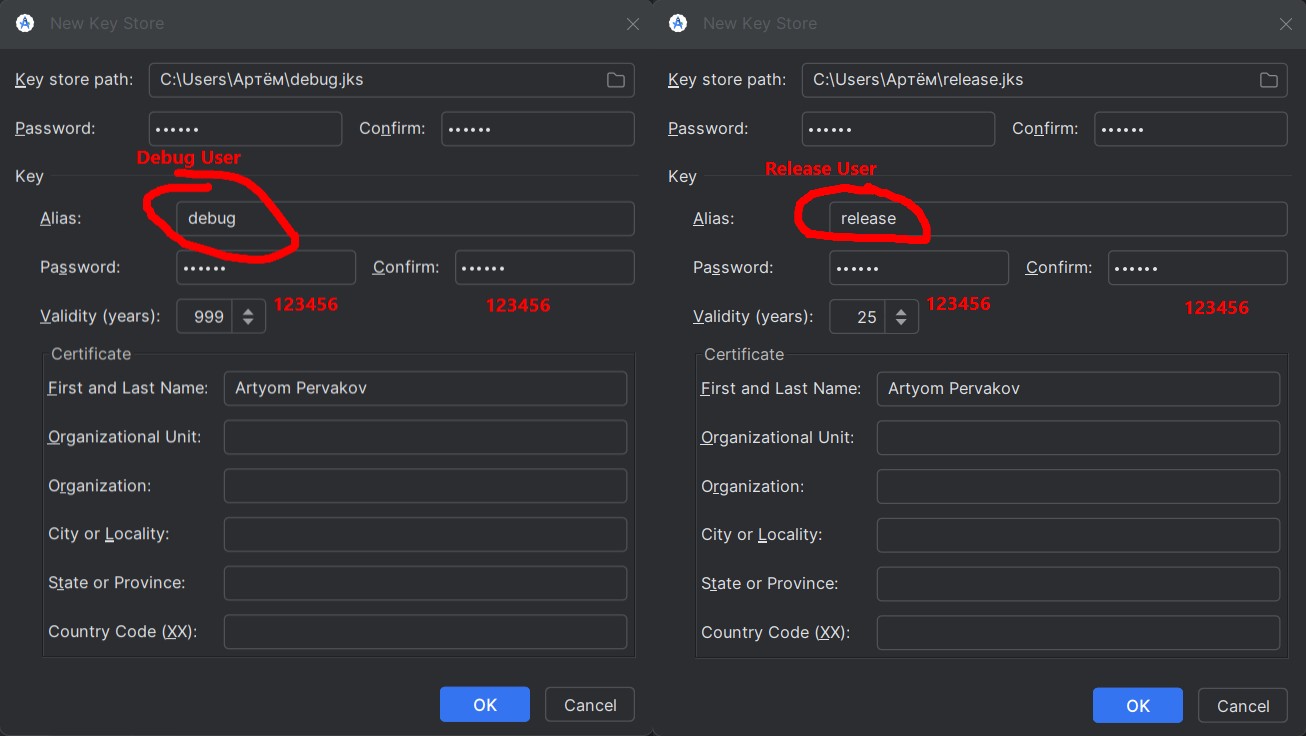 New Key Store
Key store path: C:\Users\Артём\debug.jks
Password: •••••• Confirm: ••••••
Debug User
Key
Alias: debug
Password: •••••• Confirm: ••••••
123456 123456
Validity (years): 999
Certificate
First and Last Name: Artyom Pervakov
Organizational Unit:
Organization:
City or Locality:
State or Province:
Country Code (XX):
OK Cancel
New Key Store
Key store path: C:\Users\Артём\release.jks
Password: •••••• Confirm: ••••••
Release User
Key
Alias: release
Password: •••••• Confirm: ••••••
123456 123456
Validity (years): 25
Certificate
First and Last Name: Artyom Pervakov
Organizational Unit:
Organization:
City or Locality:
State or Province:
Country Code (XX):
OK Cancel